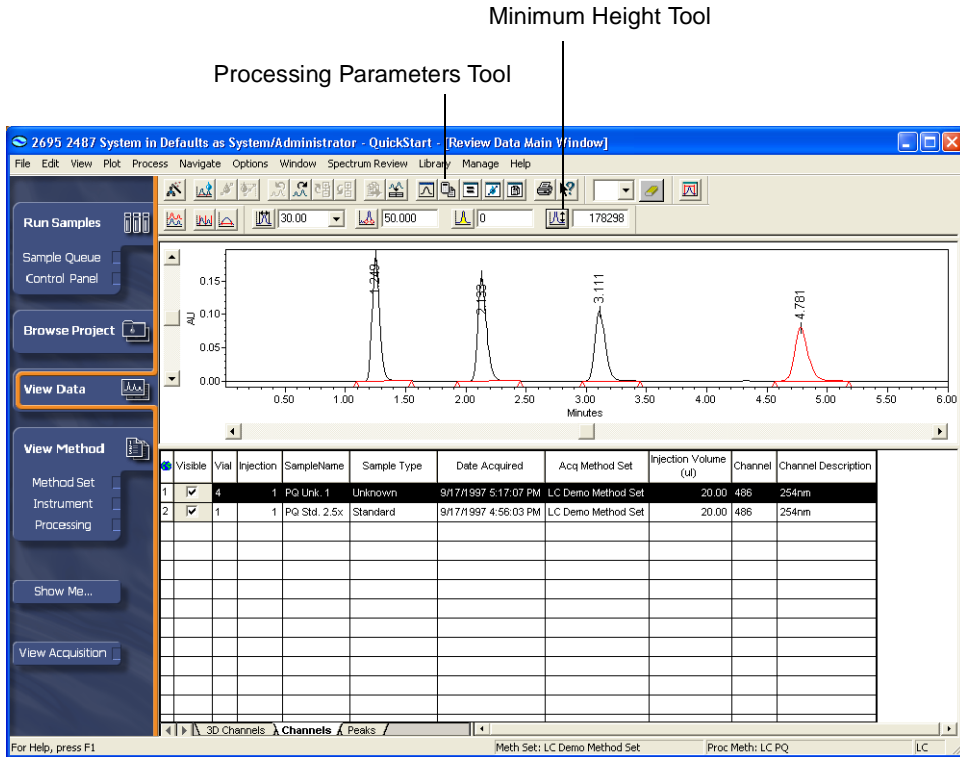 Minimum Height Tool
Processing Parameters Tool
2695 2487 System in Defaults as System/Administrator - QuickStart - [Review Data Main Window]
File Edit View Plot Process Navigate Options Window Spectrum Review Library Manage Help
30.00 50.000 0 178298
Run Samples
Sample Queue
Control Panel
Browse Project
View Data
View Method
Method Set
Instrument
Processing
Show Me...
View Acquisition
AU
0.15
0.10
0.05
0.00
1.249 2.133 3.111 4.781
0.50 1.00 1.50 2.00 2.50 3.00 3.50 4.00 4.50 5.00 5.50 6.00
Minutes
Visible Vial Injection SampleName Sample Type Date Acquired Acq Method Set Injection Volume (ul) Channel Channel Description
1 4 1 PQ Unk. 1 Unknown 9/17/1997 5:17:07 PM LC Demo Method Set 20.00 486 254nm
2 1 1 PQ Std. 2.5x Standard 9/17/1997 4:56:03 PM LC Demo Method Set 20.00 486 254nm
3D Channels Channels Peaks
For Help, press F1 Meth Set: LC Demo Method Set Proc Meth: LC PQ LC